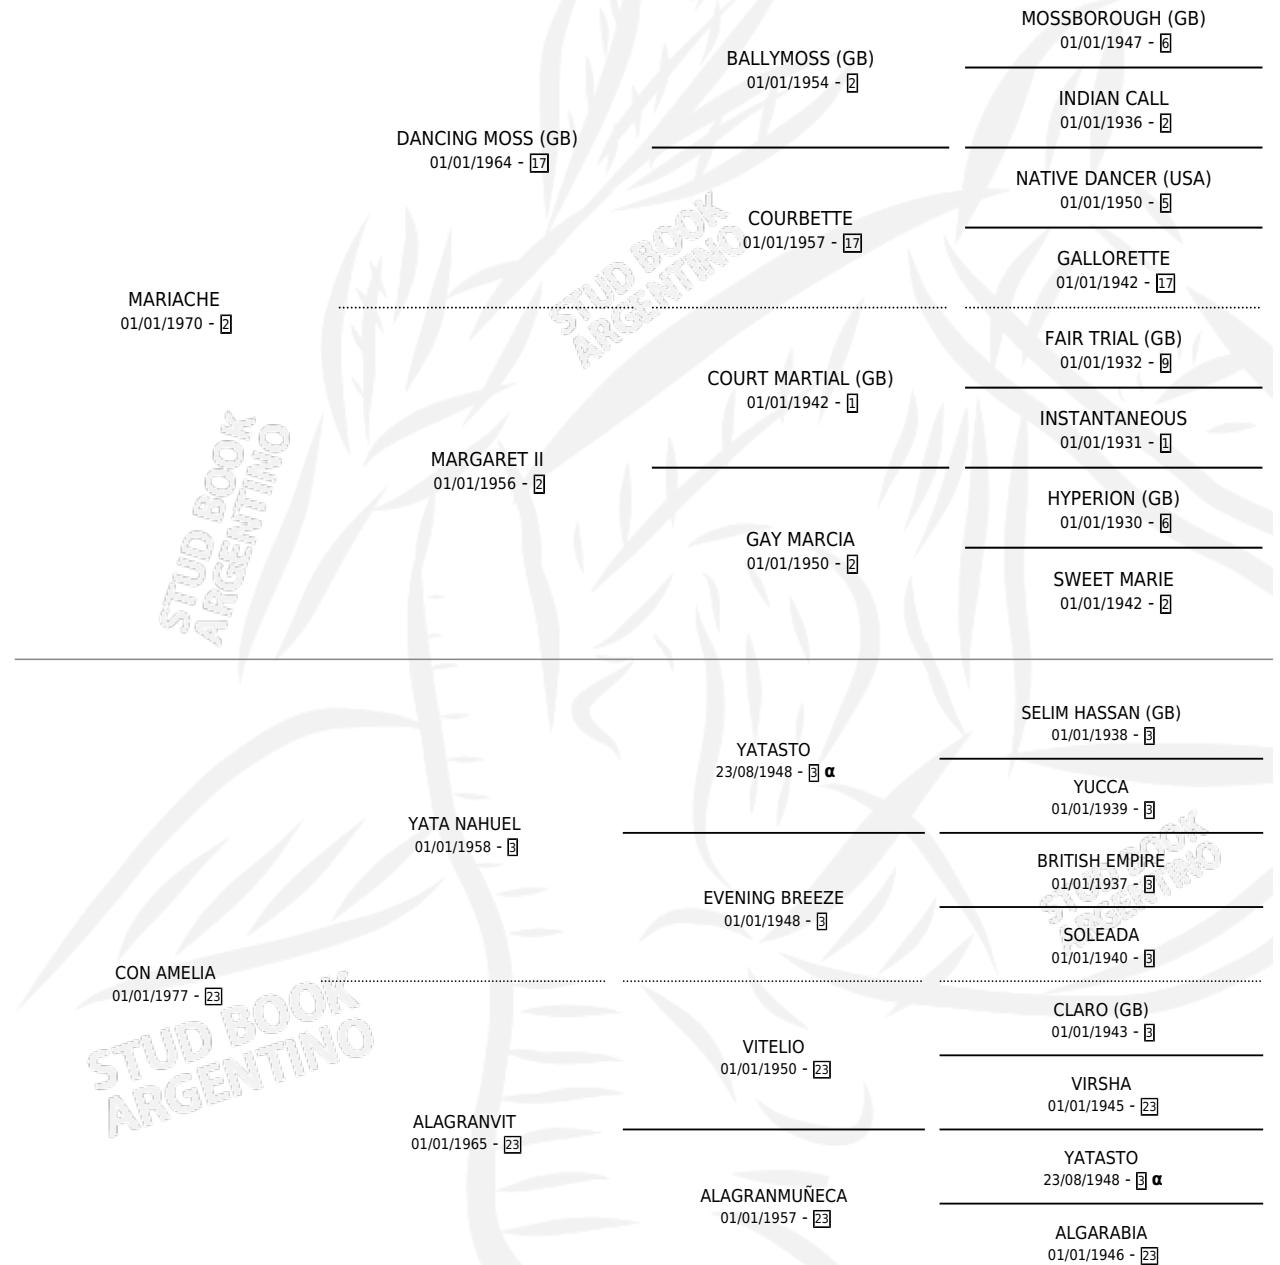 MOSSBOROUGH (GB)
01/01/1947 - 6
BALLYMOSS (GB)
01/01/1954 - 2
INDIAN CALL
01/01/1936 - 2
DANCING MOSS (GB)
01/01/1964 - 17
NATIVE DANCER (USA)
01/01/1950 - 5
COURBETTE
01/01/1957 - 17
GALLORETTE
01/01/1942 - 17
MARIACHE
01/01/1970 - 2
FAIR TRIAL (GB)
01/01/1932 - 9
COURT MARTIAL (GB)
01/01/1942 - 1
INSTANTANEOUS
01/01/1931 - 1
MARGARET II
01/01/1956 - 2
HYPERION (GB)
01/01/1930 - 6
GAY MARCIA
01/01/1950 - 2
SWEET MARIE
01/01/1942 - 2
SELIM HASSAN (GB)
01/01/1938 - 3
YATASTO
23/08/1948 - 3 α
YUCCA
01/01/1939 - 3
YATA NAHUEL
01/01/1958 - 3
BRITISH EMPIRE
01/01/1937 - 3
EVENING BREEZE
01/01/1948 - 3
SOLEADA
01/01/1940 - 3
CON AMELIA
01/01/1977 - 23
CLARO (GB)
01/01/1943 - 3
VITELIO
01/01/1950 - 23
VIRSHA
01/01/1945 - 23
ALAGRANVIT
01/01/1965 - 23
YATASTO
23/08/1948 - 3 α
ALAGRANMUÑECA
01/01/1957 - 23
ALGARABIA
01/01/1946 - 23
STUD BOOK
ARGENTINO
STUD BOOK
ARGENTINO
STUD BOOK
ARGENTINO
STUD BOOK
ARGENTINO